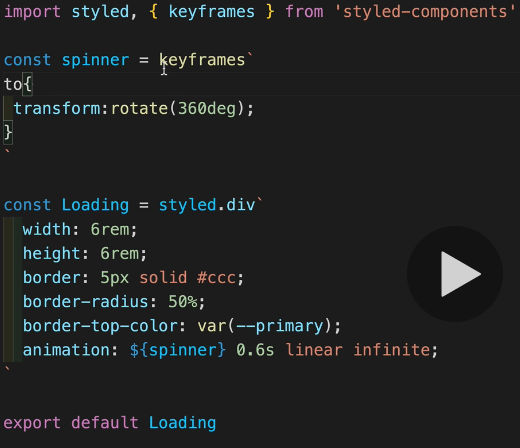 import styled, { keyframes } from 'styled-components'
const spinner = keyframes`
to{
transform:rotate(360deg);
}
`
const Loading = styled.div`
width: 6rem;
height: 6rem;
border: 5px solid #ccc;
border-radius: 50%;
border-top-color: var(--primary);
animation: ${spinner} 0.6s linear infinite;
`
export default Loading